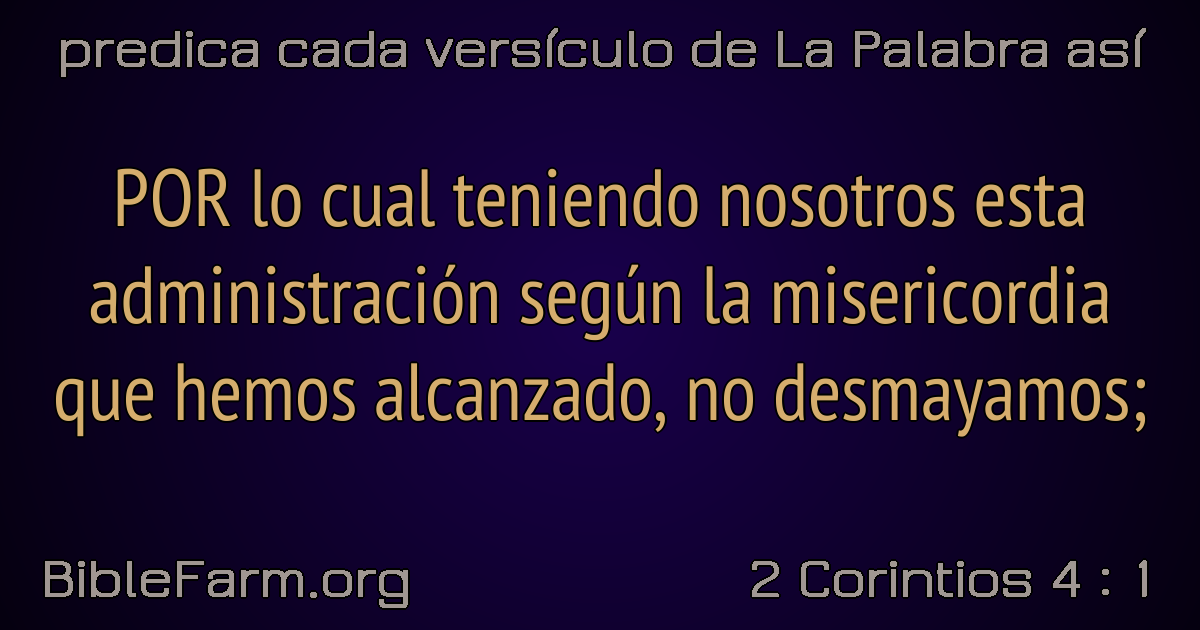 predica cada versículo de La Palabra así
POR lo cual teniendo nosotros esta
administración según la misericordia
que hemos alcanzado, no desmayamos;
BibleFarm.org
2 Corintios 4 : 1